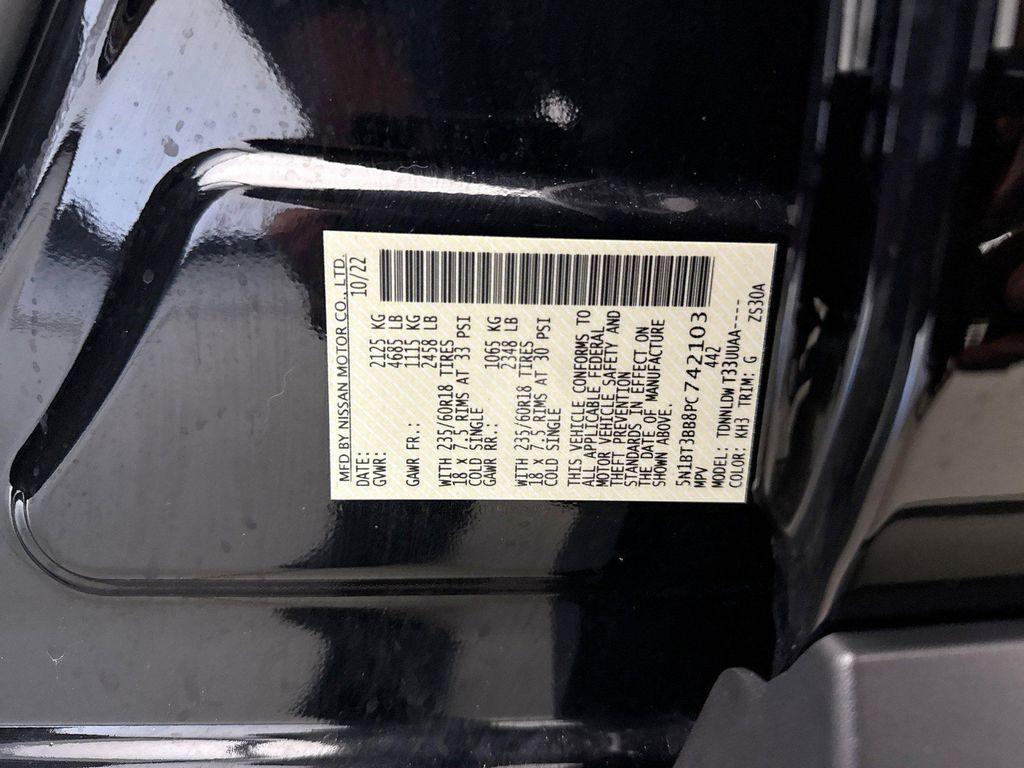 MFD BY NISSAN MOTOR CO., LTD.
DATE: 10/22
GVWR: 2125 KG
4685 LB
GAWR FR.: 1115 KG
2458 LB
WITH 235/60R18 TIRES
18 X 7.5 RIMS AT 33 PSI
COLD SINGLE
GAWR RR.: 1065 KG
2348 LB
WITH 235/60R18 TIRES
18 X 7.5 RIMS AT 30 PSI
COLD SINGLE
THIS VEHICLE CONFORMS TO
ALL APPLICABLE FEDERAL
MOTOR VEHICLE SAFETY AND
THEFT PREVENTION
STANDARDS IN EFFECT ON
THE DATE OF MANUFACTURE
SHOWN ABOVE.
5N1BT3BB8PC742103
MPV 442
MODEL: TDNNLDWT33UUAA----
COLOR: KH3 TRIM: G ZS30A